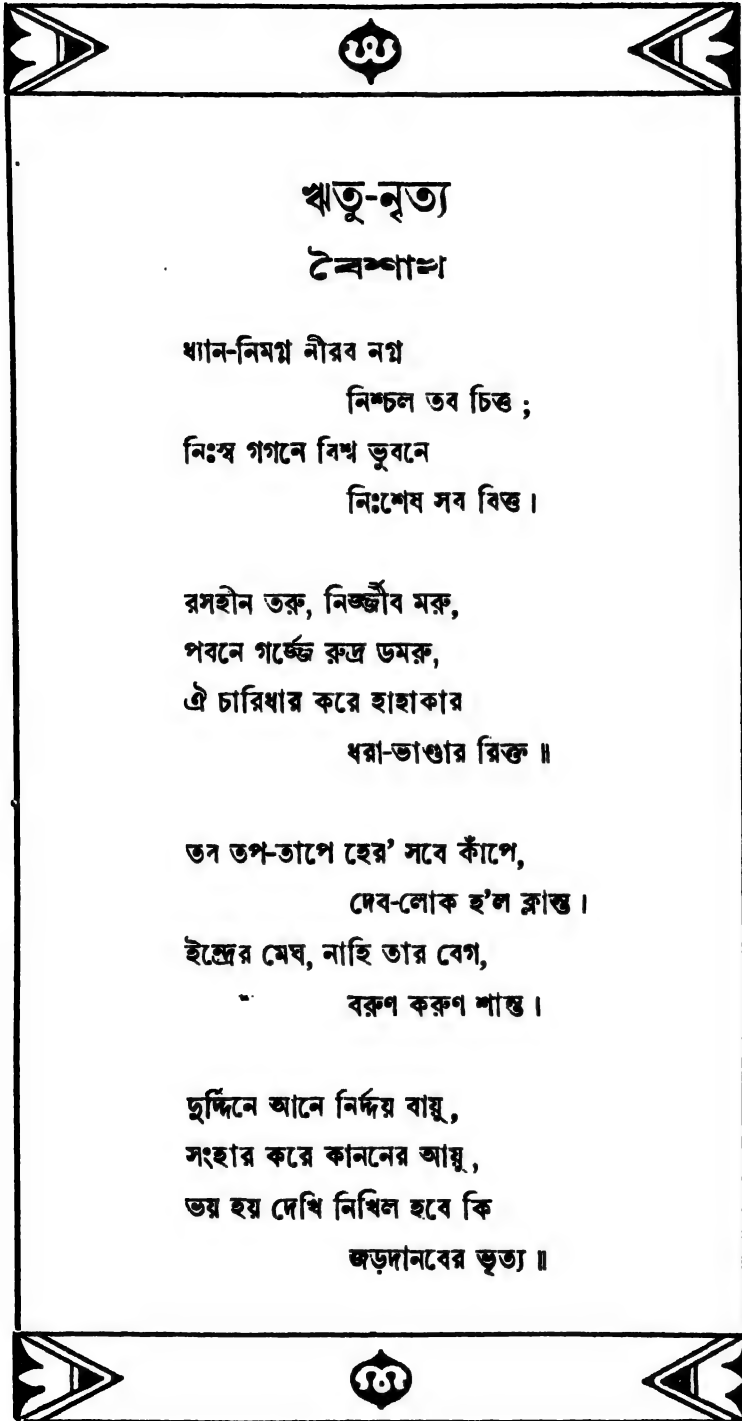 ঋতু-নৃত্য
বৈশাখ
ধ্যান-নিমগ্ন নীরব নগ্ন
নিশ্চল তব চিত্ত ;
নিঃস্ব গগনে বিশ্ব ভুবনে
নিঃশেষ সব বিত্ত ।
রসহীন তরু, নির্জ্জীব মরু,
পবনে গর্জ্জে রুদ্র ডমরু,
ঐ চারিধার করে হাহাকার
ধরা-ভাণ্ডার রিক্ত ॥
তব তপ-তাপে হের’ সবে কাঁপে,
দেব-লোক হ’ল ক্লান্ত ।
ইন্দ্রের মেঘ, নাহি তার বেগ,
বরুণ করুণ শান্ত ।
দুর্দ্দিনে আনে নির্দ্দয় বায়ু,
সংহার করে কাননের আয়ু,
ভয় হয় দেখি নিখিল হবে কি
জড়দানবের ভৃত্য ॥